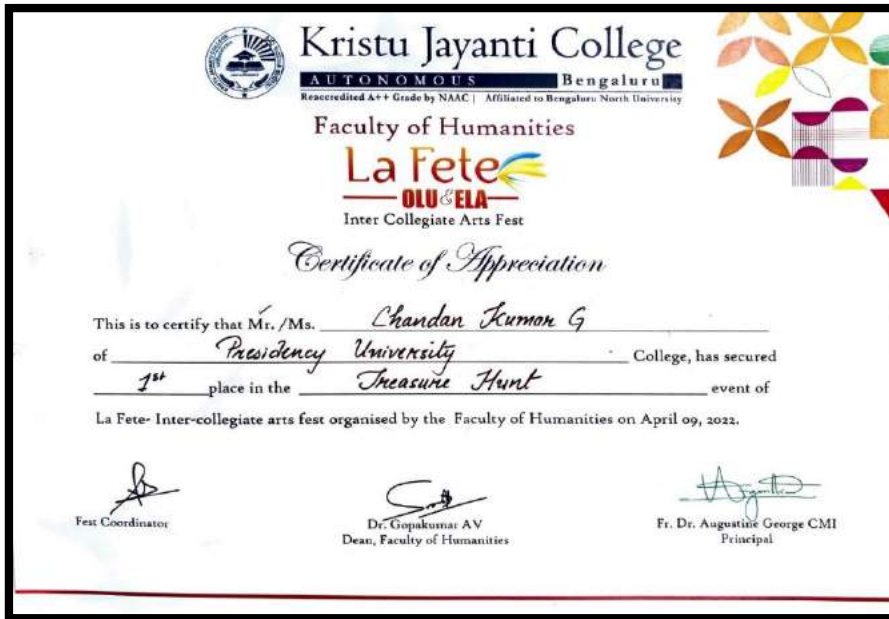 Kristu Jayanti College
AUTONOMOUS Bengaluru
Reaccredited A++ Grade by NAAC | Affiliated to Bengaluru North University
Faculty of Humanities
La Fete
OLU & ELA
Inter Collegiate Arts Fest
Certificate of Appreciation
This is to certify that Mr. /Ms. Chandan Kumar G
of Presidency University College, has secured
1st place in the Treasure Hunt event of
La Fete- Inter-collegiate arts fest organised by the Faculty of Humanities on April 09, 2022.
Fest Coordinator
Dr. Gopakumar AV
Dean, Faculty of Humanities
Fr. Dr. Augustine George CMI
Principal